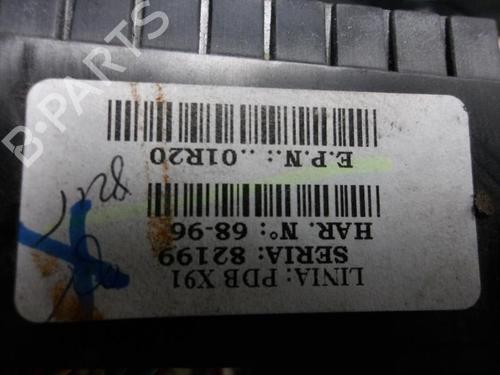 LINIA: PDB X91
SERIA: 82199
HAR. N°: 68-96
E.P.N.: ..01R20
B-PARTS